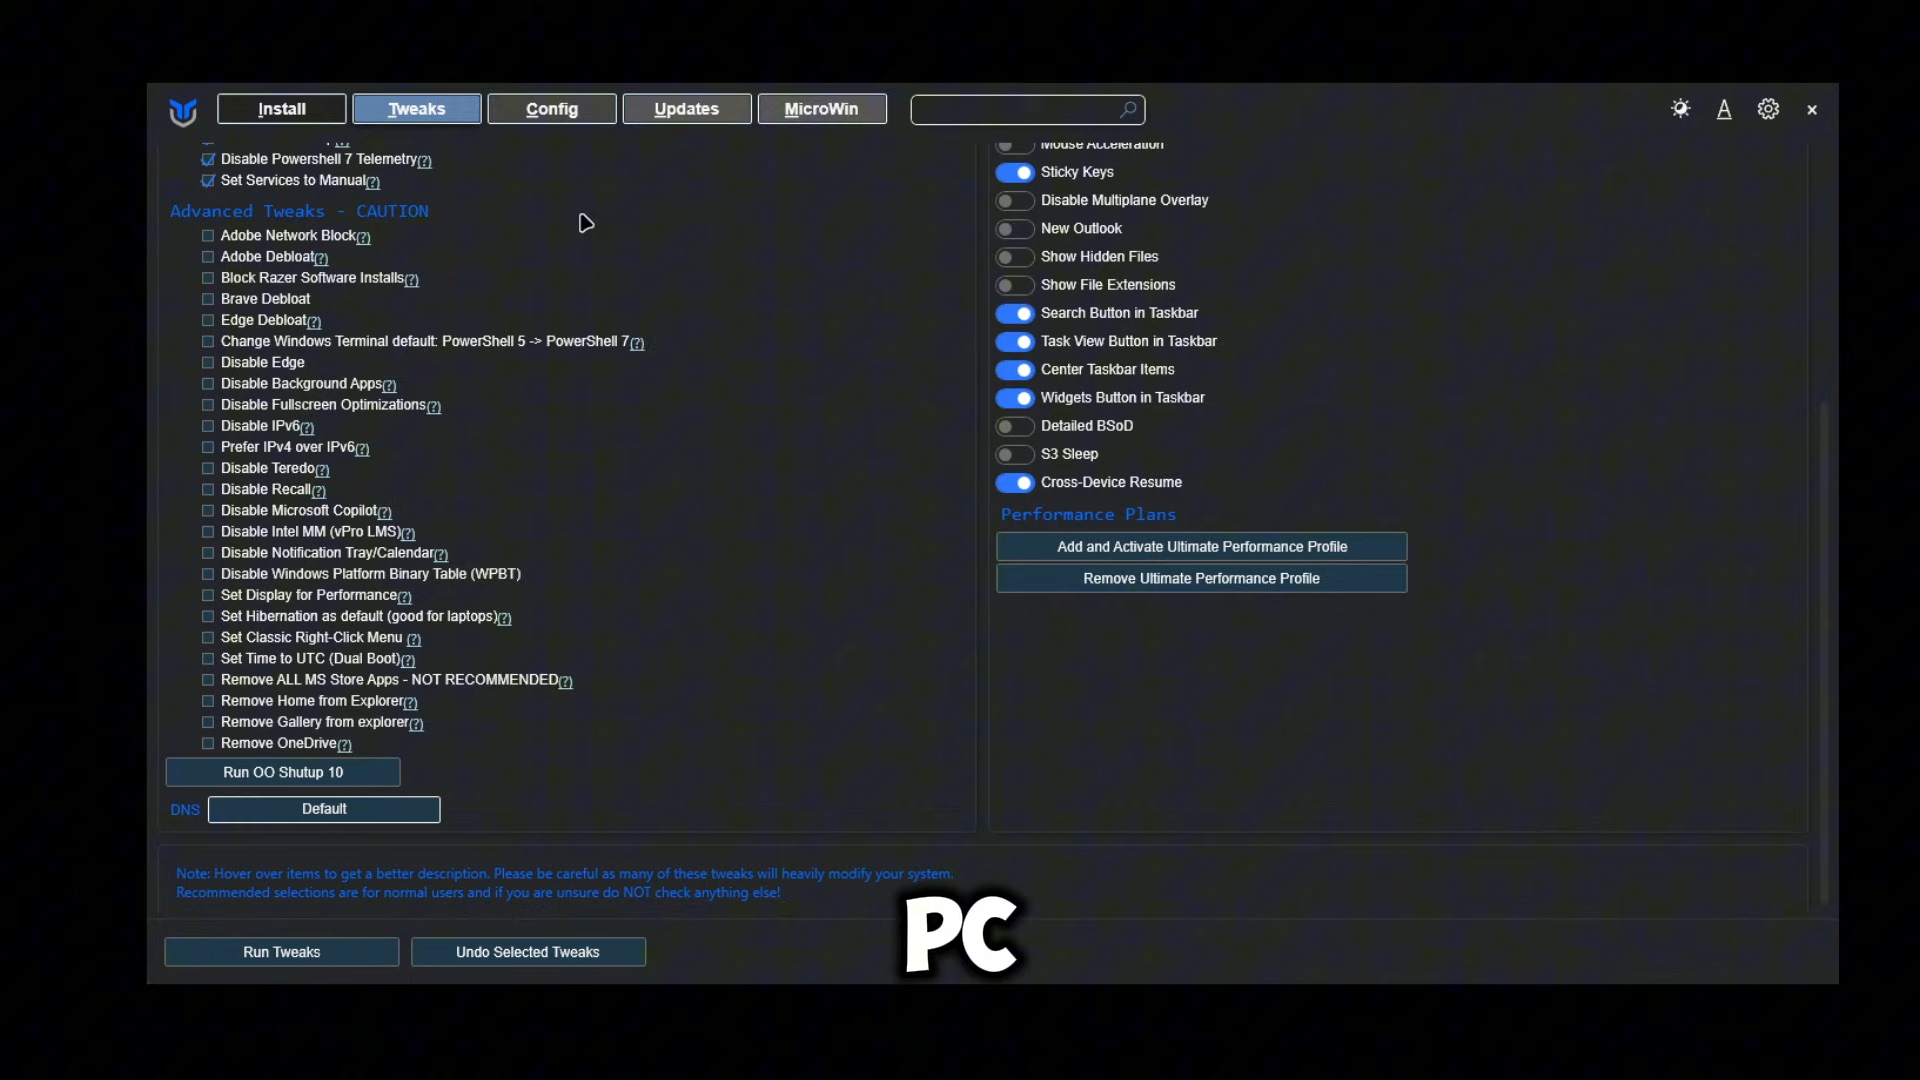 Install
Tweaks
Config
Updates
MicroWin
A
Disable Powershell 7 Telemetry(?)
Set Services to Manual(?)
Advanced Tweaks - CAUTION
Adobe Network Block(?)
Adobe Debloat(?)
Block Razer Software Installs(?)
Brave Debloat
Edge Debloat(?)
Change Windows Terminal default: PowerShell 5 -> PowerShell 7(?)
Disable Edge
Disable Background Apps(?)
Disable Fullscreen Optimizations(?)
Disable IPv6(?)
Prefer IPv4 over IPv6(?)
Disable Teredo(?)
Disable Recall(?)
Disable Microsoft Copilot(?)
Disable Intel MM (vPro LMS)(?)
Disable Notification Tray/Calendar(?)
Disable Windows Platform Binary Table (WPBT)
Set Display for Performance(?)
Set Hibernation as default (good for laptops)(?)
Set Classic Right-Click Menu (?)
Set Time to UTC (Dual Boot)(?)
Remove ALL MS Store Apps - NOT RECOMMENDED(?)
Remove Home from Explorer(?)
Remove Gallery from explorer(?)
Remove OneDrive(?)
Run OO Shutup 10
DNS Default
Mouse Acceleration
Sticky Keys
Disable Multiplane Overlay
New Outlook
Show Hidden Files
Show File Extensions
Search Button in Taskbar
Task View Button in Taskbar
Center Taskbar Items
Widgets Button in Taskbar
Detailed BSoD
S3 Sleep
Cross-Device Resume
Performance Plans
Add and Activate Ultimate Performance Profile
Remove Ultimate Performance Profile
Note: Hover over items to get a better description. Please be careful as many of these tweaks will heavily modify your system.
Recommended selections are for normal users and if you are unsure do NOT check anything else!
PC
Run Tweaks
Undo Selected Tweaks